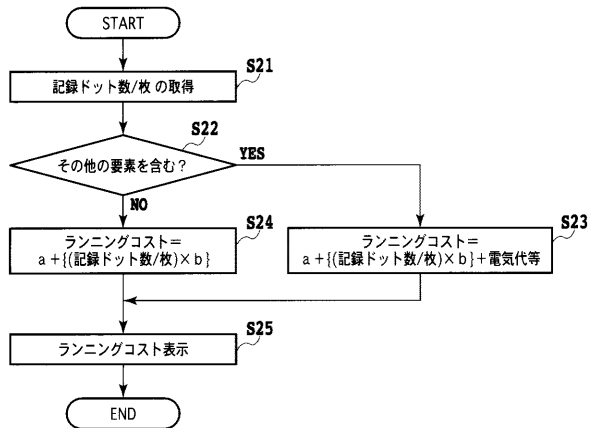 START
S21
記録ドット数/枚 の取得
S22
その他の要素を含む?
YES
NO
S24
ランニングコスト=
a+{(記録ドット数/枚)×b}
S23
ランニングコスト=
a+{(記録ドット数/枚)×b}+電気代等
S25
ランニングコスト表示
END